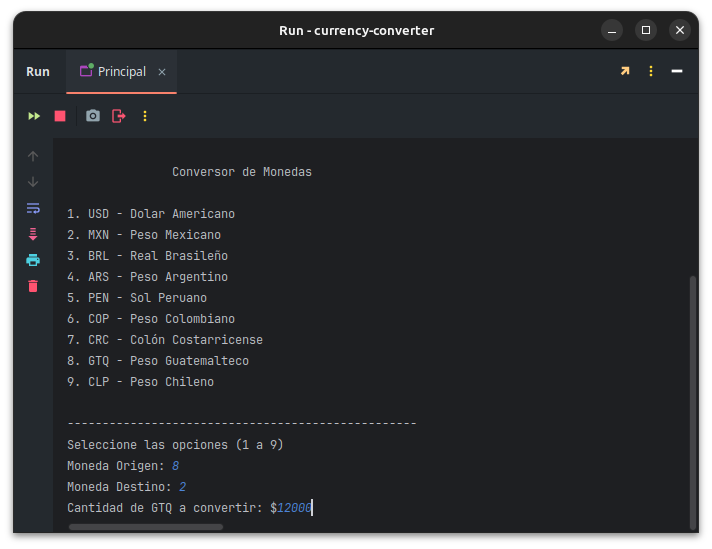 Run - currency-converter
Run Principal
Conversor de Monedas
1. USD - Dolar Americano
2. MXN - Peso Mexicano
3. BRL - Real Brasileño
4. ARS - Peso Argentino
5. PEN - Sol Peruano
6. COP - Peso Colombiano
7. CRC - Colón Costarricense
8. GTQ - Peso Guatemalteco
9. CLP - Peso Chileno
--------------------------------------------------
Seleccione las opciones (1 a 9)
Moneda Origen: 8
Moneda Destino: 2
Cantidad de GTQ a convertir: $12000